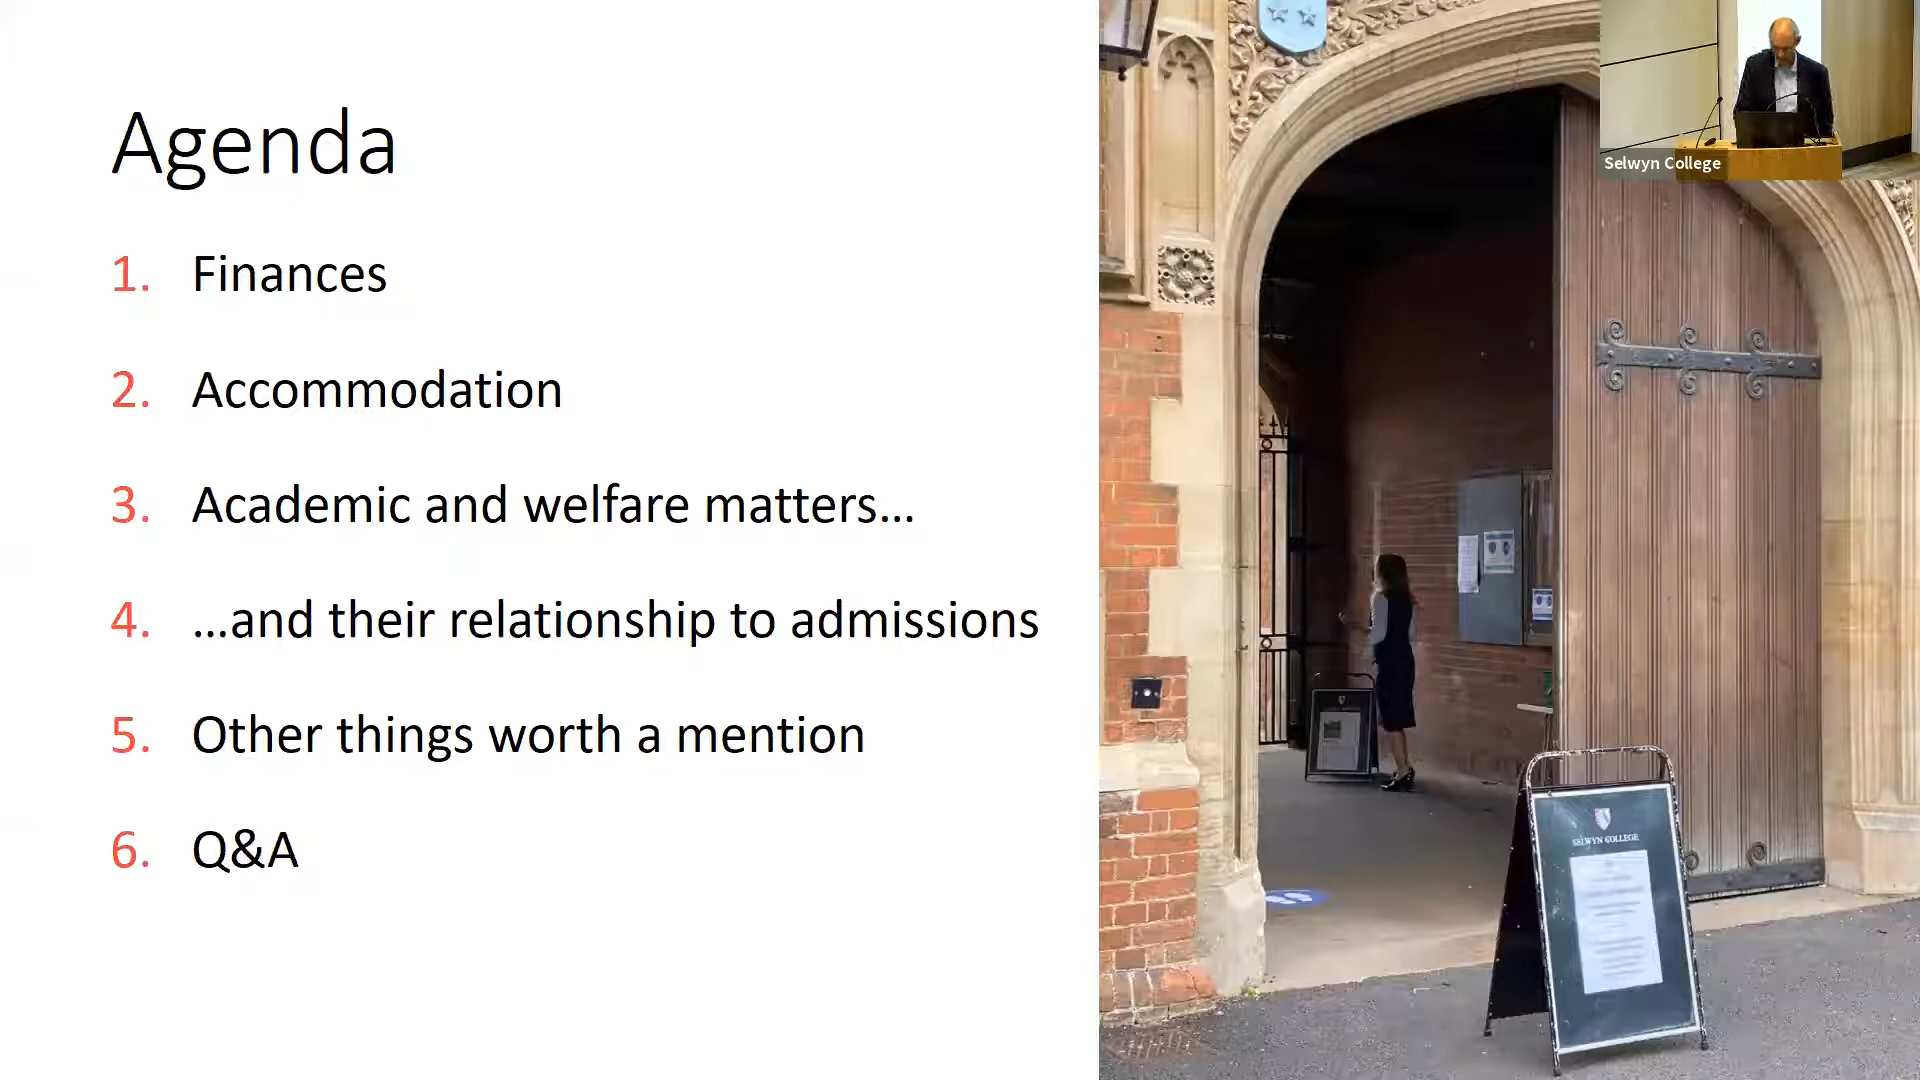 Agenda
1. Finances
2. Accommodation
3. Academic and welfare matters...
4. ...and their relationship to admissions
5. Other things worth a mention
6. Q&A
Selwyn College
SELWYN COLLEGE